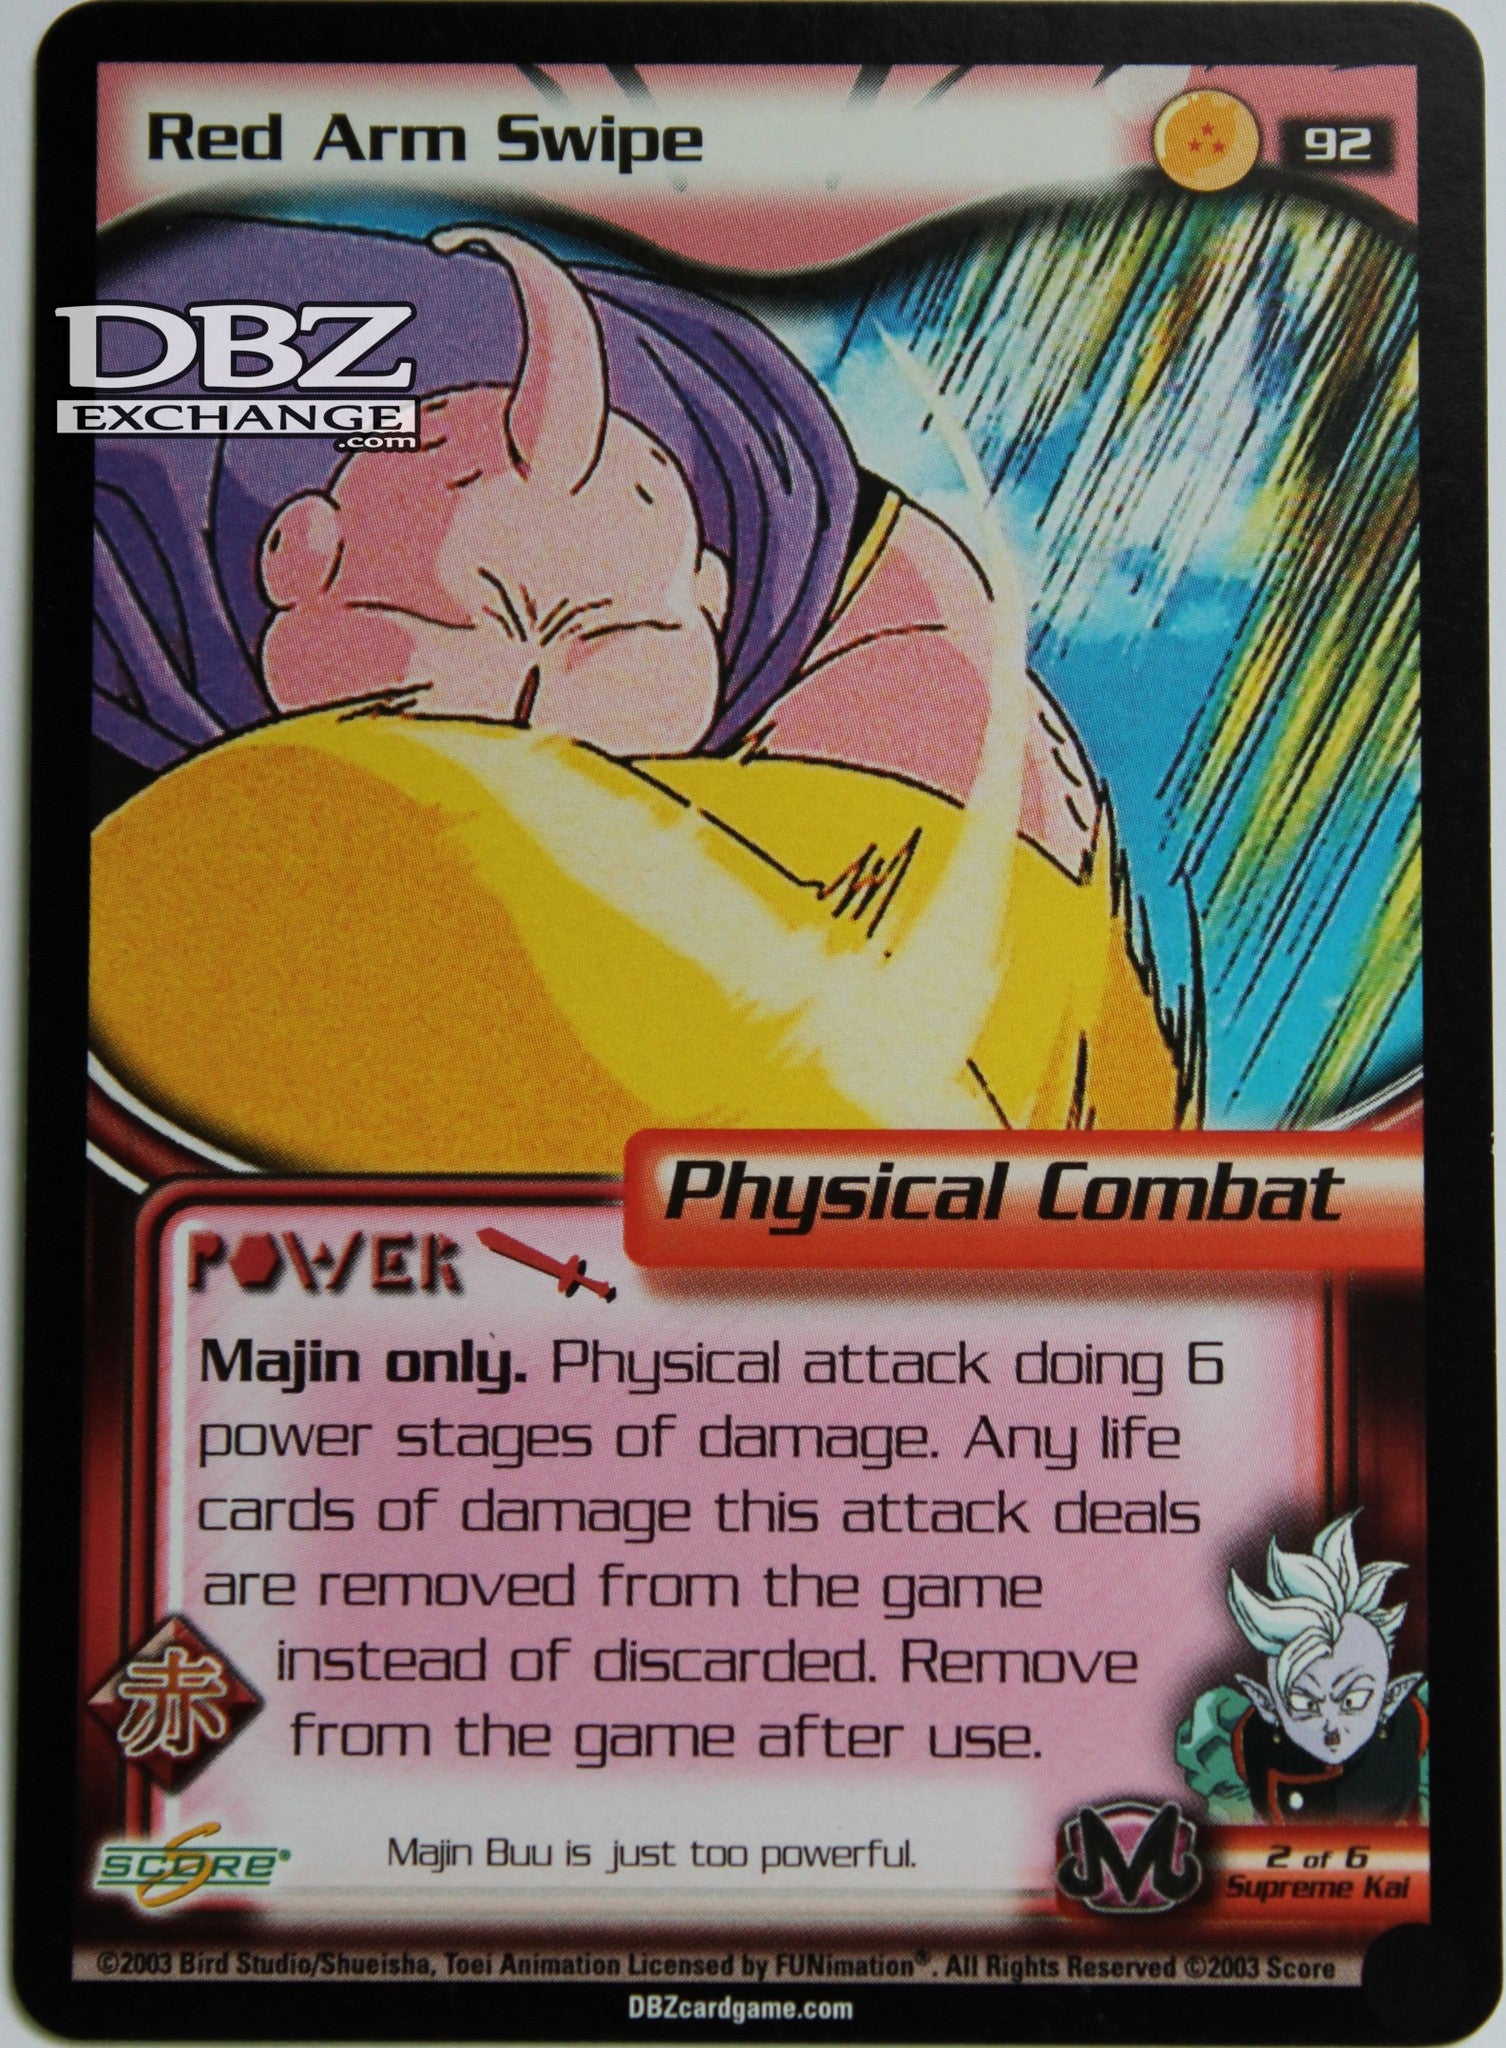 Red Arm Swipe
92
DBZ
EXCHANGE
.com
Physical Combat
POWER
Majin only. Physical attack doing 6
power stages of damage. Any life
cards of damage this attack deals
are removed from the game
instead of discarded. Remove
from the game after use.
赤
SCORE®
Majin Buu is just too powerful.
M
2 of 6
Supreme Kai
©2003 Bird Studio/Shueisha, Toei Animation Licensed by FUNimation®. All Rights Reserved ©2003 Score
DBZcardgame.com